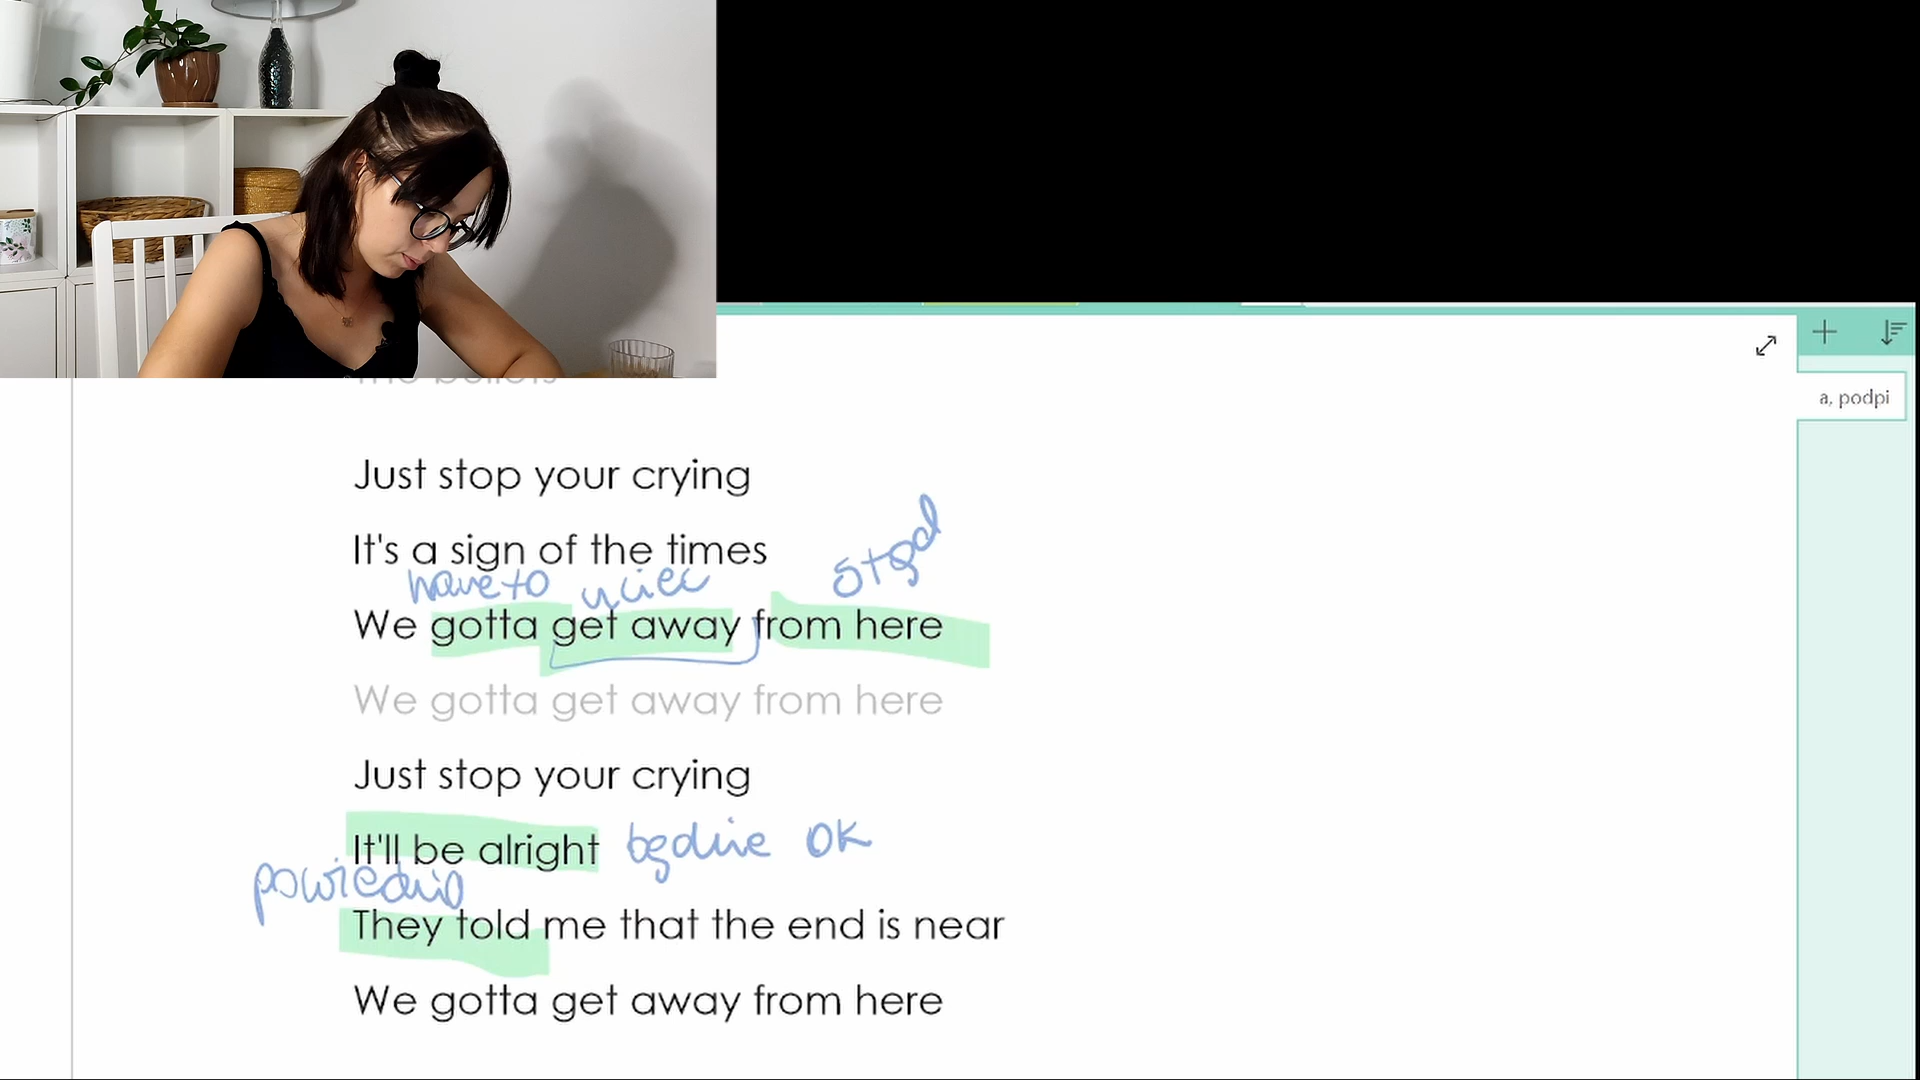 a, podpi
Just stop your crying
It's a sign of the times
have to uciec stąd
We gotta get away from here
We gotta get away from here
Just stop your crying
It'll be alright będzie OK
powiedzieli
They told me that the end is near
We gotta get away from here